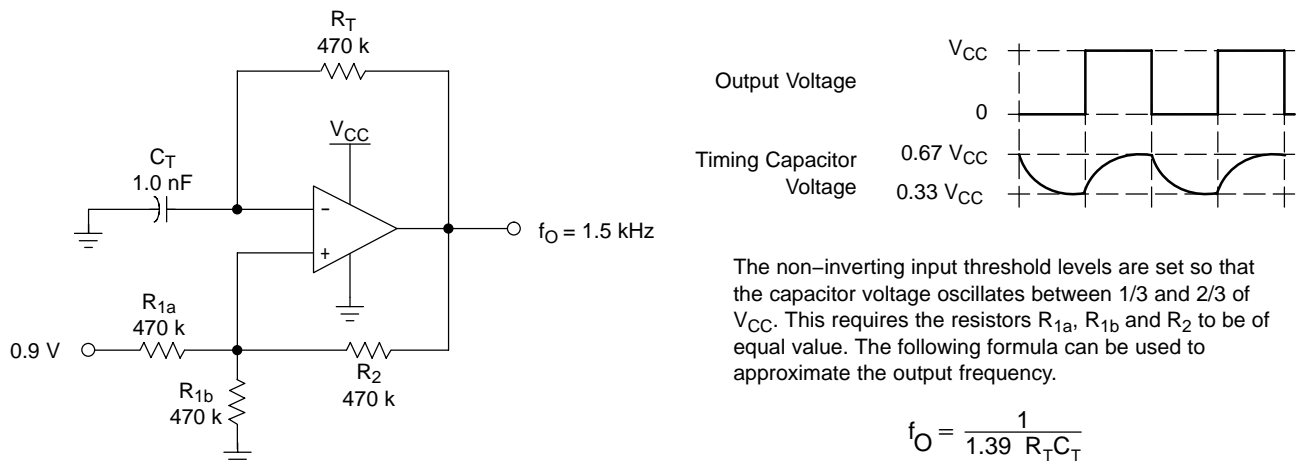 R_T
470 k
C_T
1.0 nF
V_CC
−
+
f_O = 1.5 kHz
R_1a
470 k
0.9 V
R_1b
470 k
R_2
470 k
Output Voltage
V_CC
0
Timing Capacitor
Voltage
0.67 V_CC
0.33 V_CC
The non−inverting input threshold levels are set so that
the capacitor voltage oscillates between 1/3 and 2/3 of
V_CC. This requires the resistors R_1a, R_1b and R_2 to be of
equal value. The following formula can be used to
approximate the output frequency.
f_O = 1 / (1.39 R_T C_T)